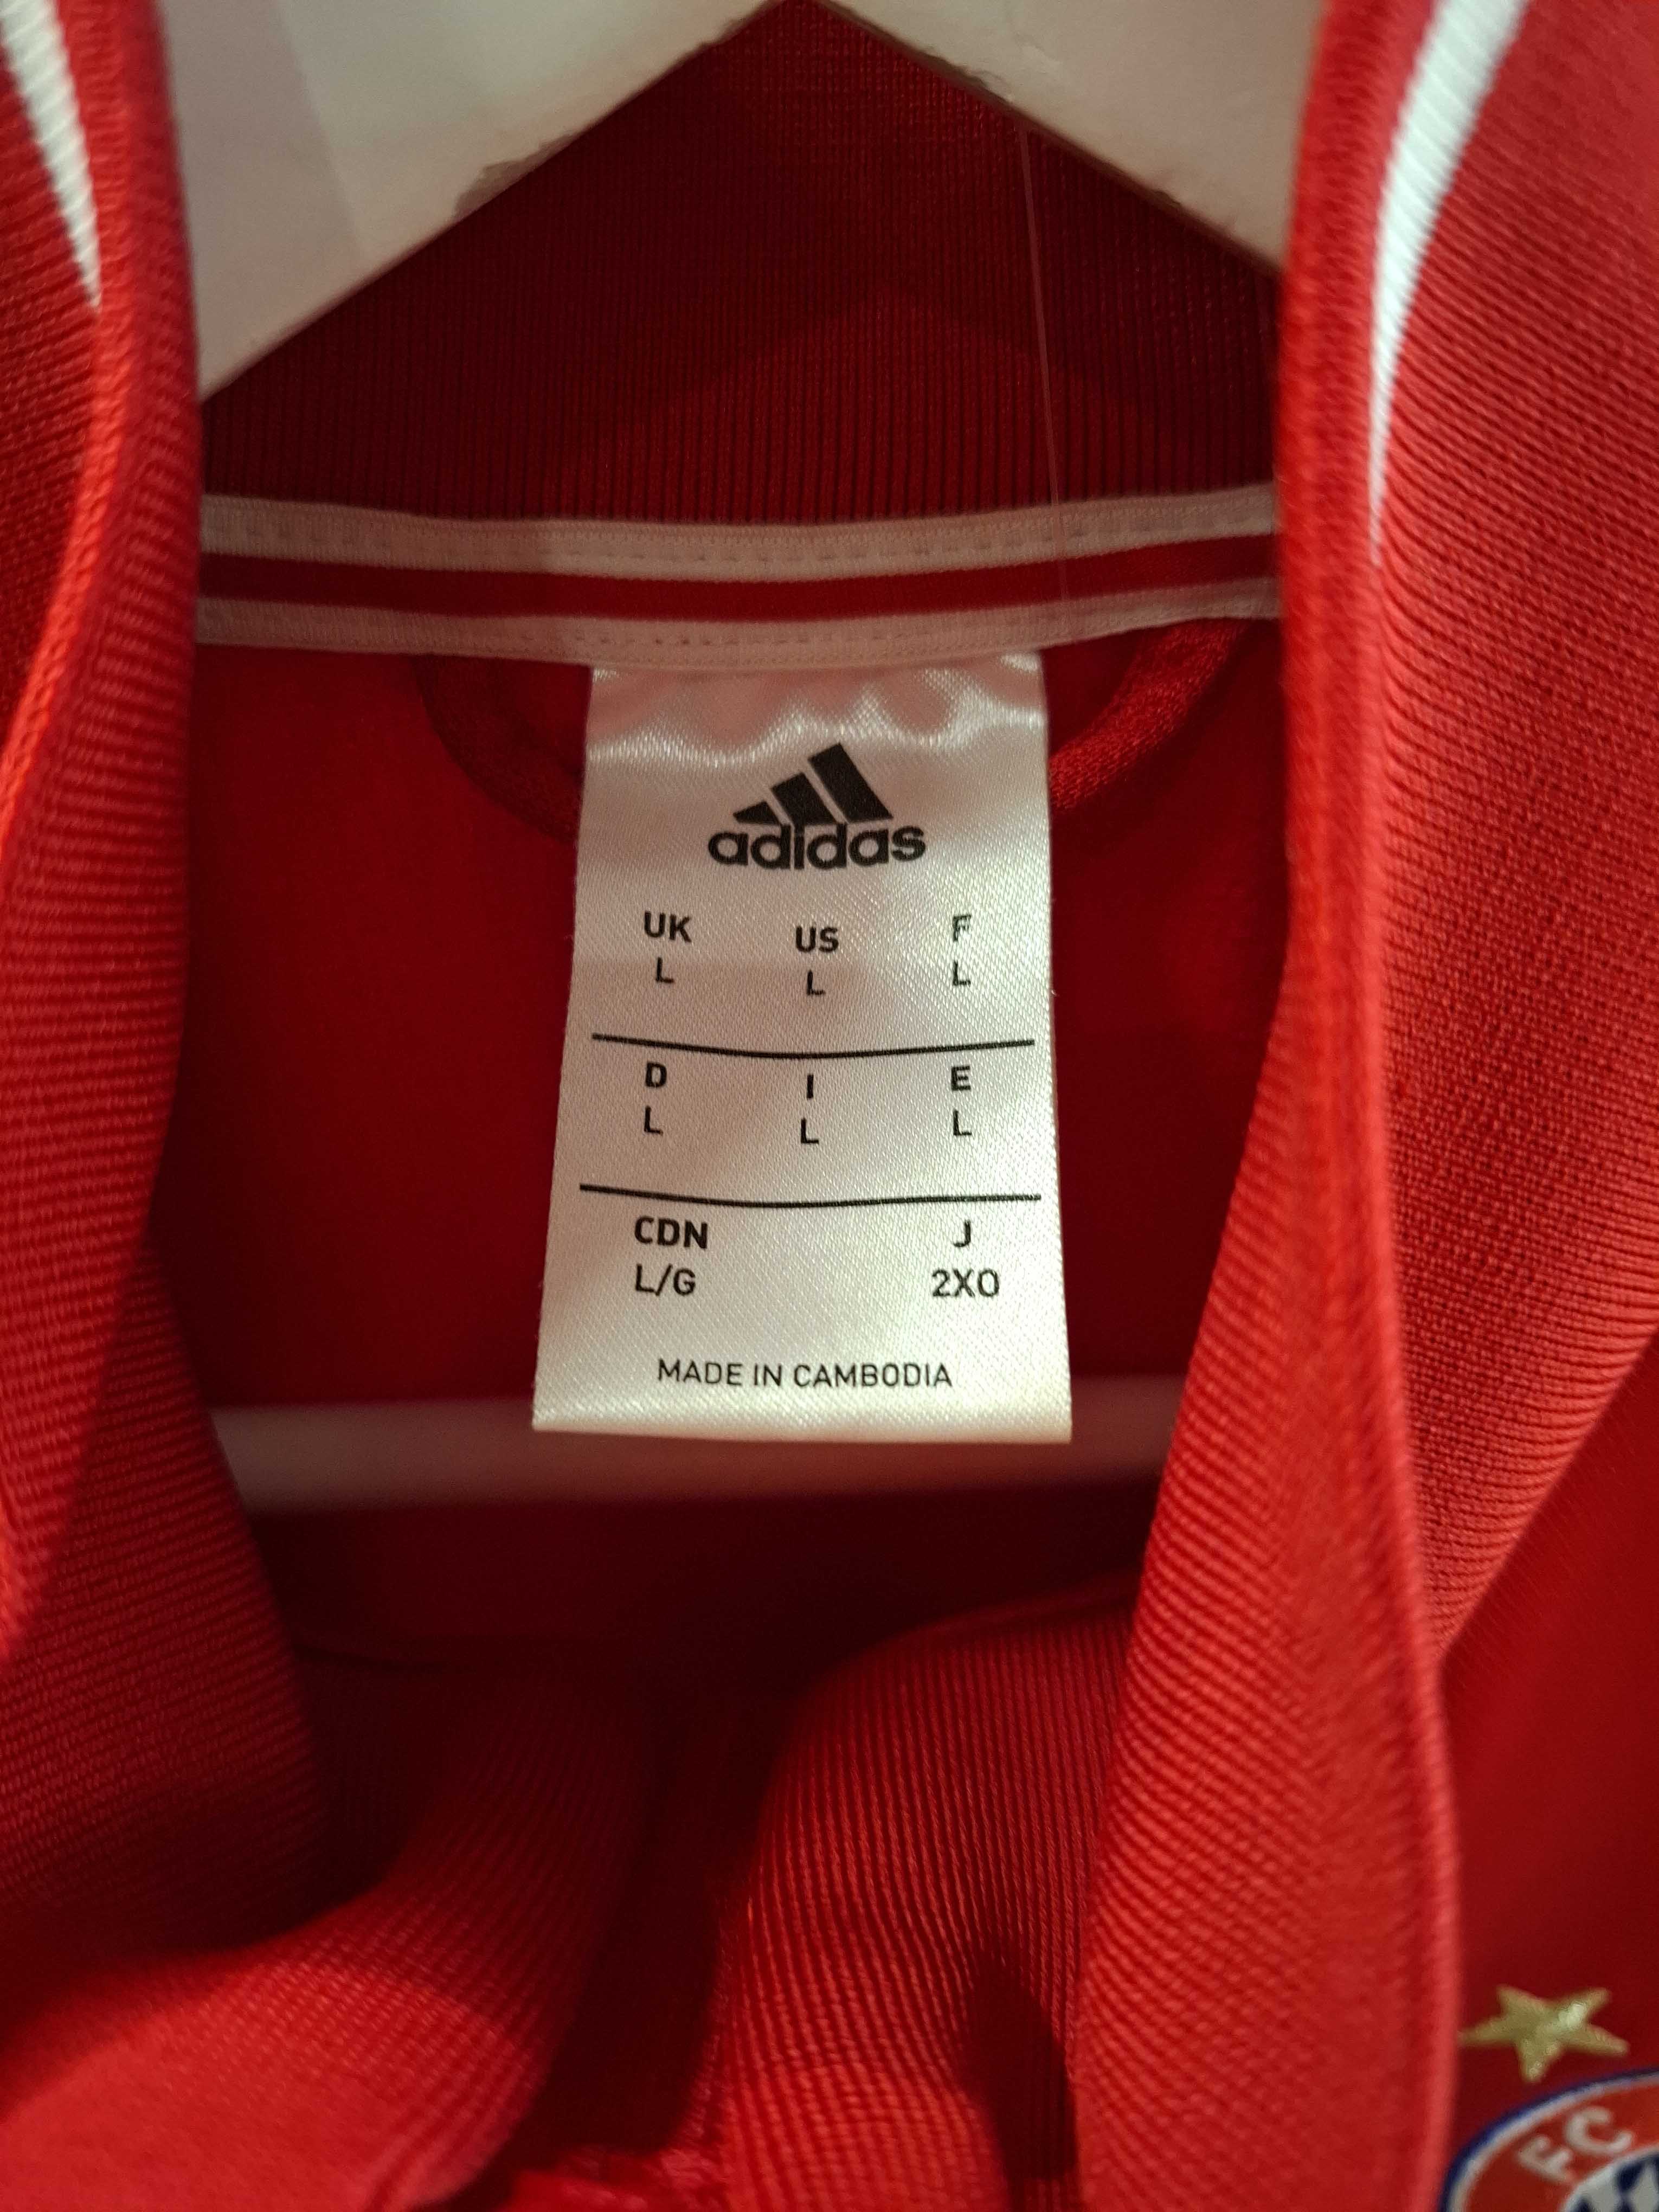 adidas
UK US F
L L L
D I E
L L L
CDN J
L/G 2XO
MADE IN CAMBODIA
FC